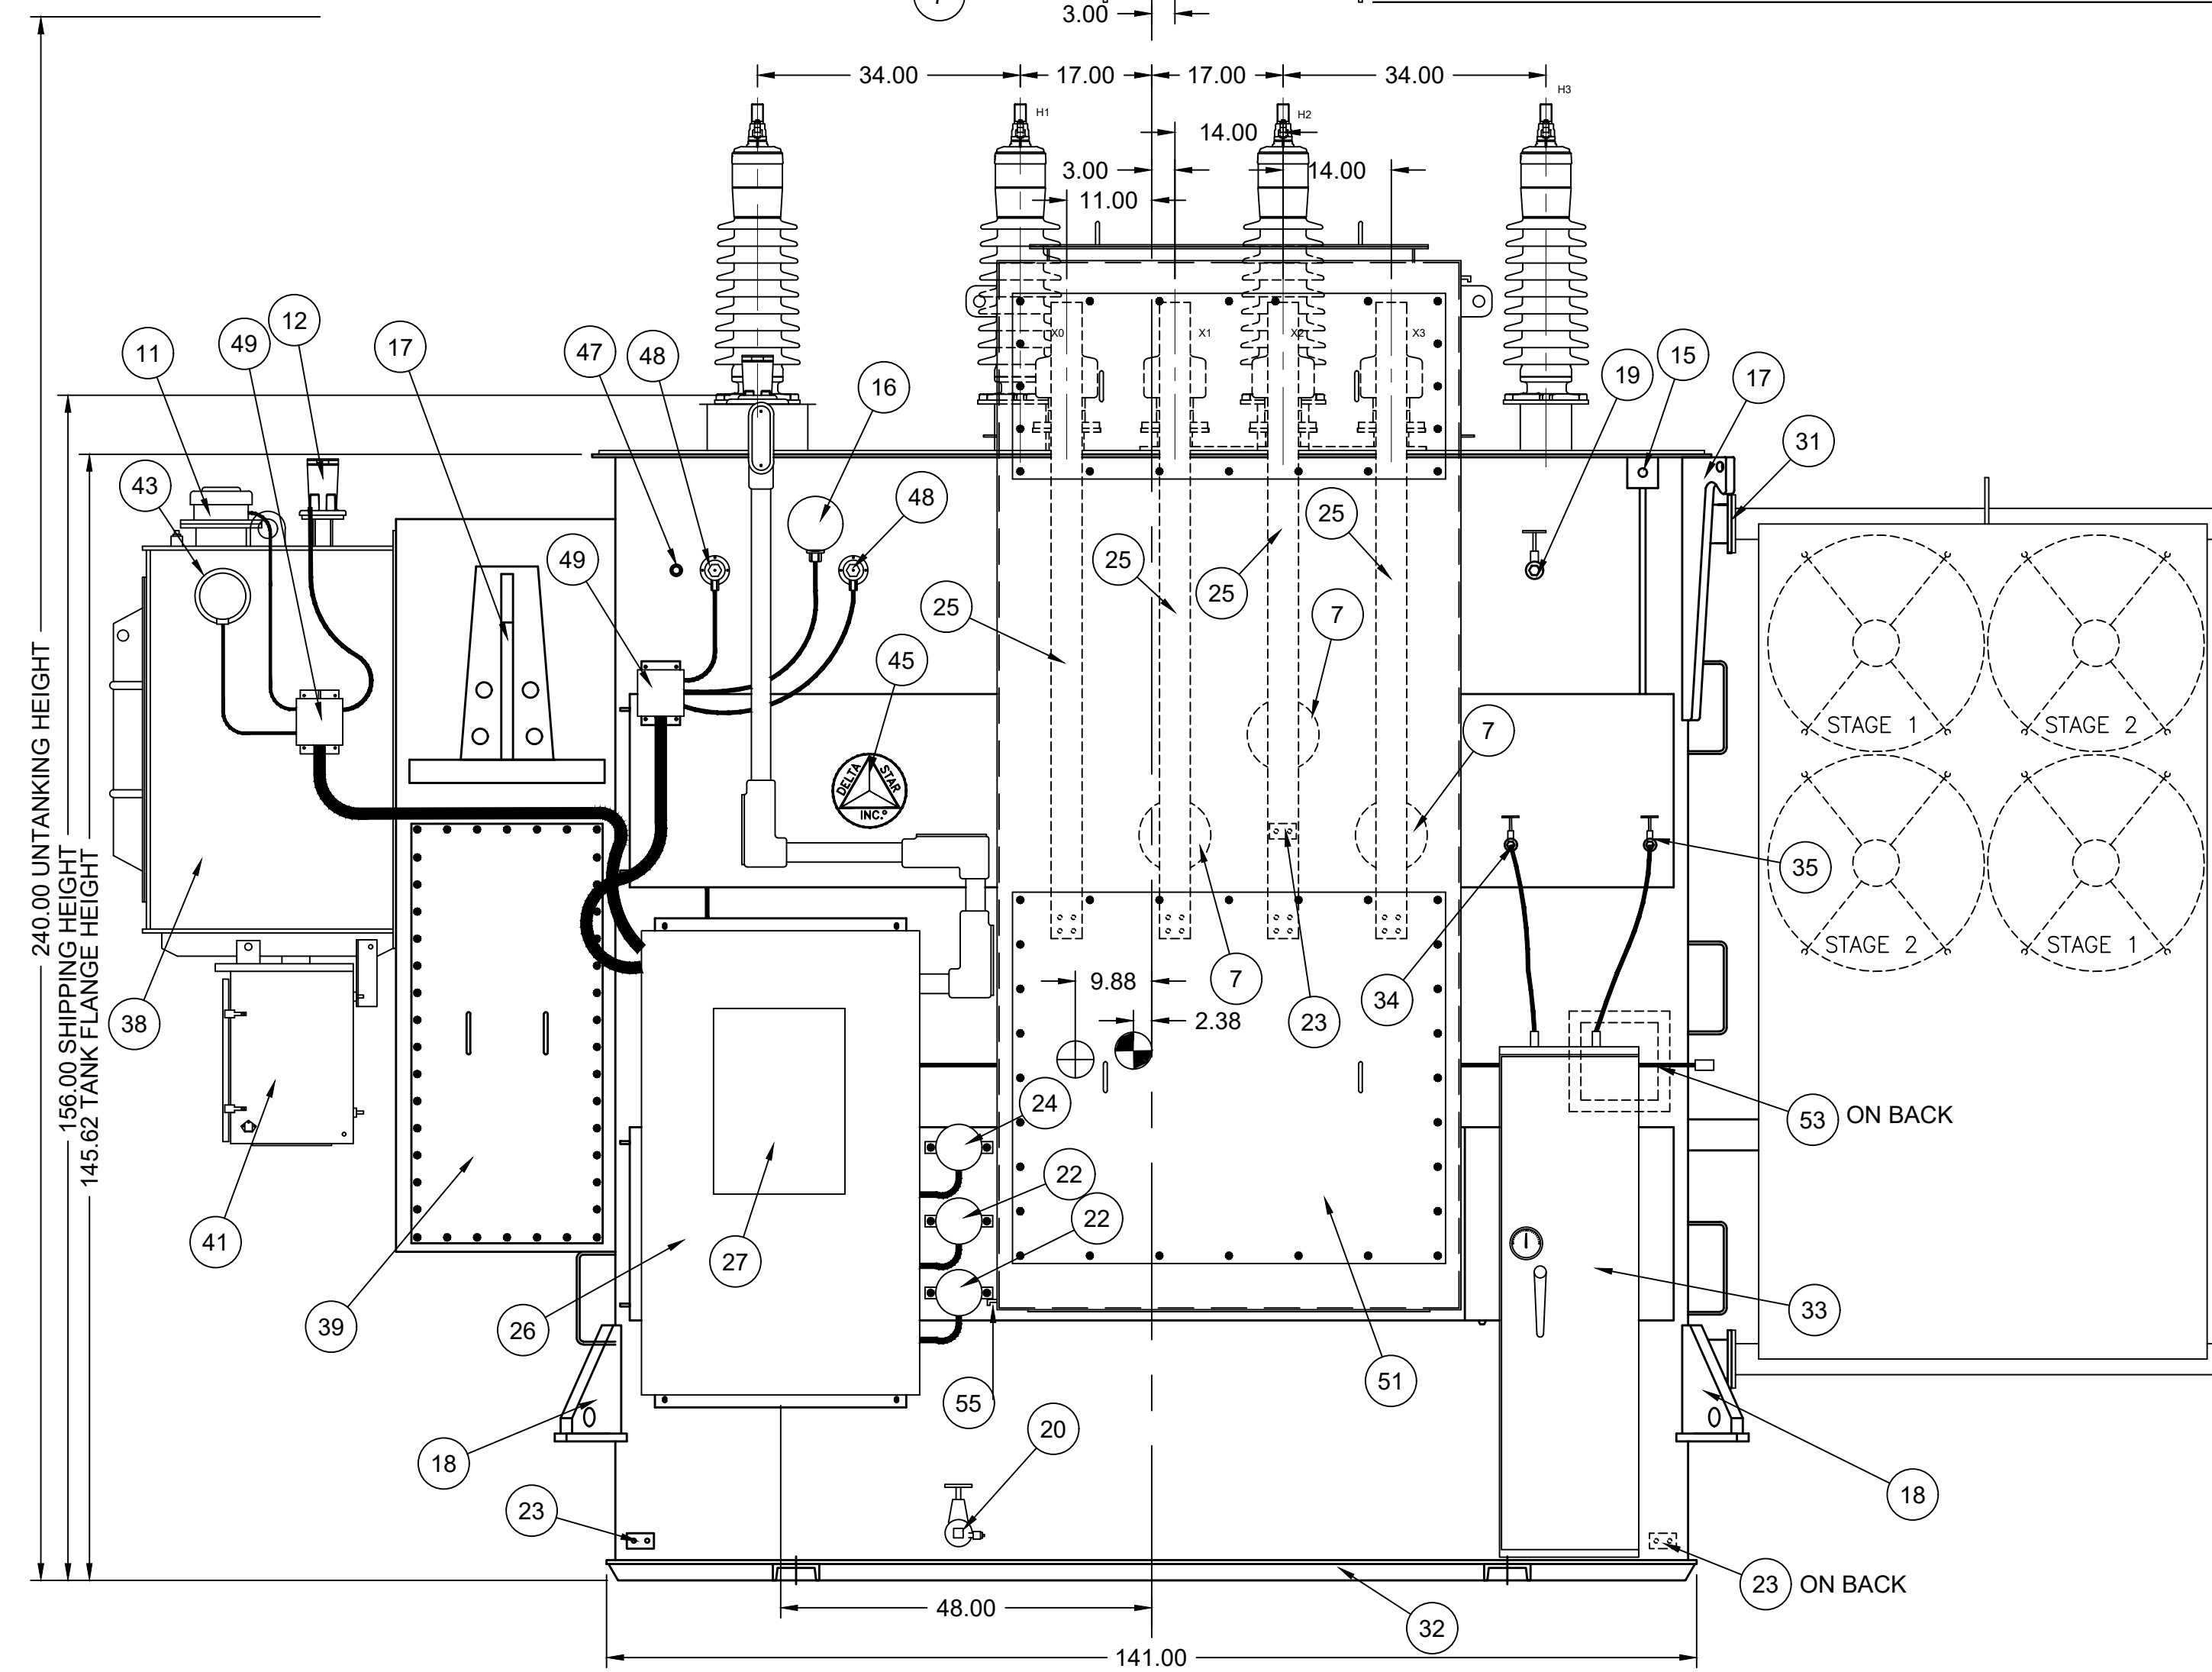 7
3.00
34.00 17.00 17.00 34.00
H1
H2
H3
14.00
3.00 14.00
11.00
X0 X1 X2 X3
12
11 49 17 47 48 16 19 15 17
31
43 49 48 25
25 25
25 7
45 7
STAGE 1 STAGE 2
DELTA STAR INC.
35
STAGE 2 STAGE 1
240.00 UNTANKING HEIGHT
156.00 SHIPPING HEIGHT
145.62 TANK FLANGE HEIGHT
9.88 7 34
38 2.38 23
24 53 ON BACK
22
22
41 27
39 26 33
55 51
18 20 18
23
23 ON BACK
48.00 32
141.00